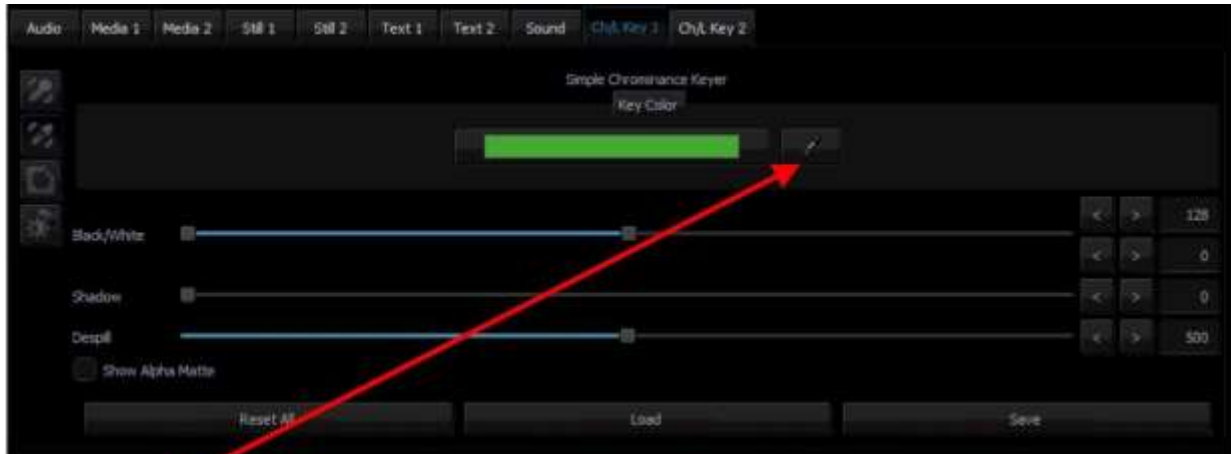 Audio Media 1 Media 2 Still 1 Still 2 Text 1 Text 2 Sound Ch/L Key 1 Ch/L Key 2
Simple Chrominance Keyer
Key Color
Black/White < > 128
< > 0
Shadow < > 0
Despill < > 500
Show Alpha Matte
Reset All Load Save